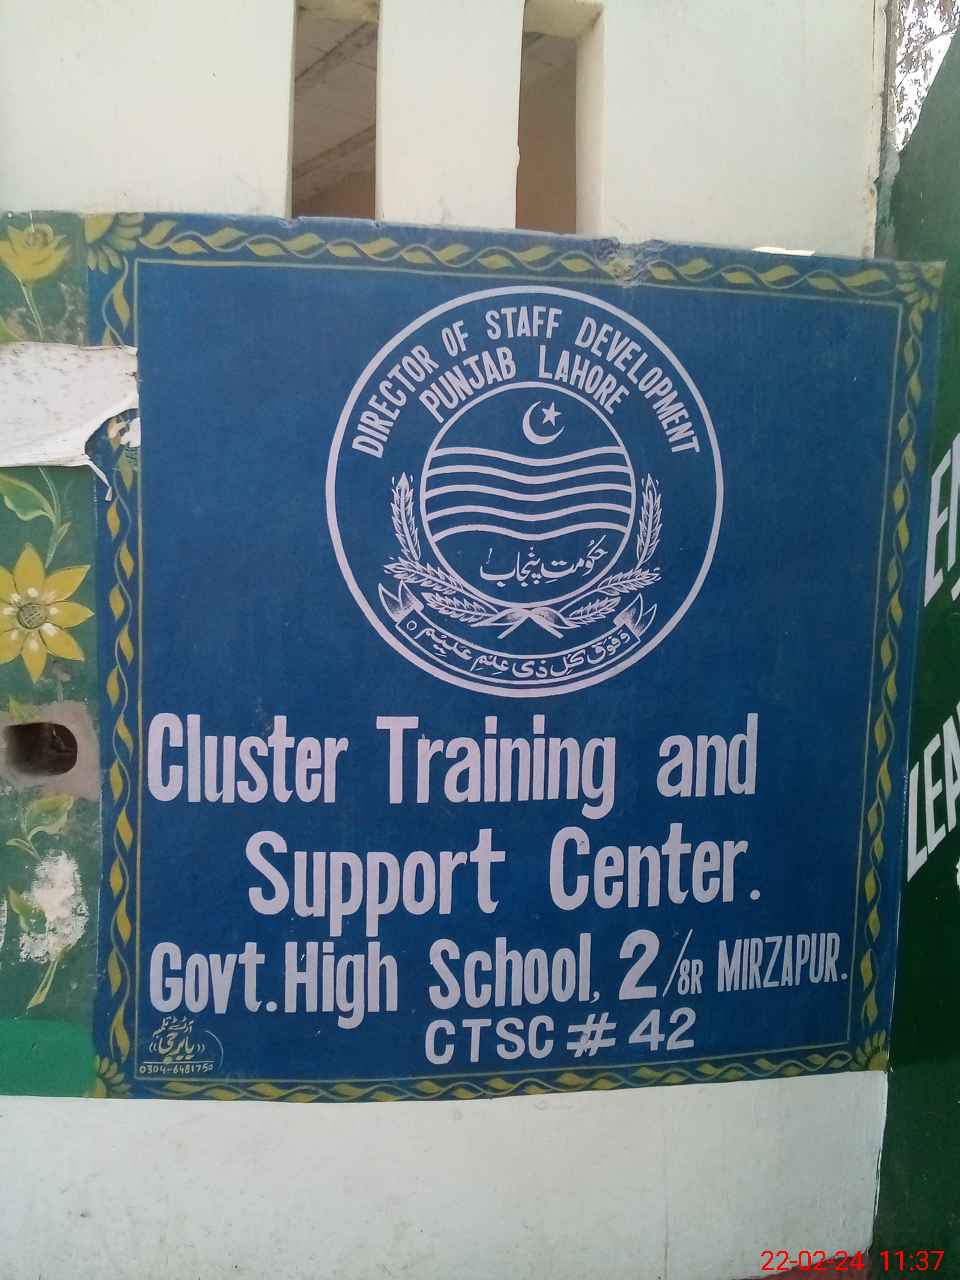 DIRECTOR OF STAFF DEVELOPMENT
PUNJAB LAHORE
حکومت پنجاب
وفوق کل ذی علم علیم
Cluster Training and
Support Center.
Govt. High School, 2/8R MIRZAPUR.
CTSC # 42
0304-6481750
LEA
22-02-24 11:37